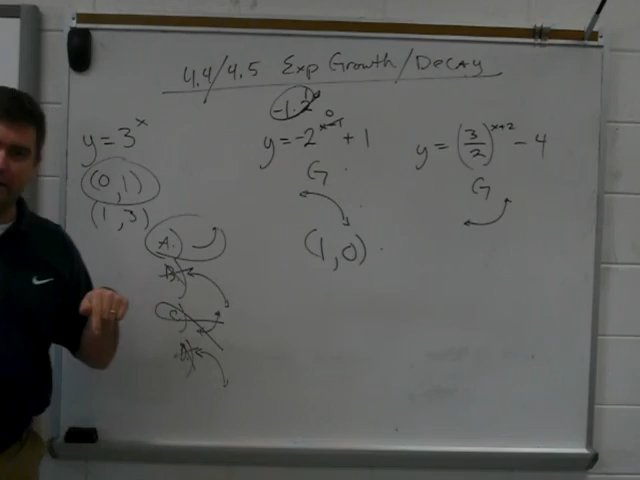 4.4/4.5 Exp Growth/Decay
-1·2
y = 3^x
(0, 1)
(1, 3)
A.
B.
C.
y = -2^{x-1} + 1
0
G
(1, 0)
y = (3/2)^{x+2} - 4
G